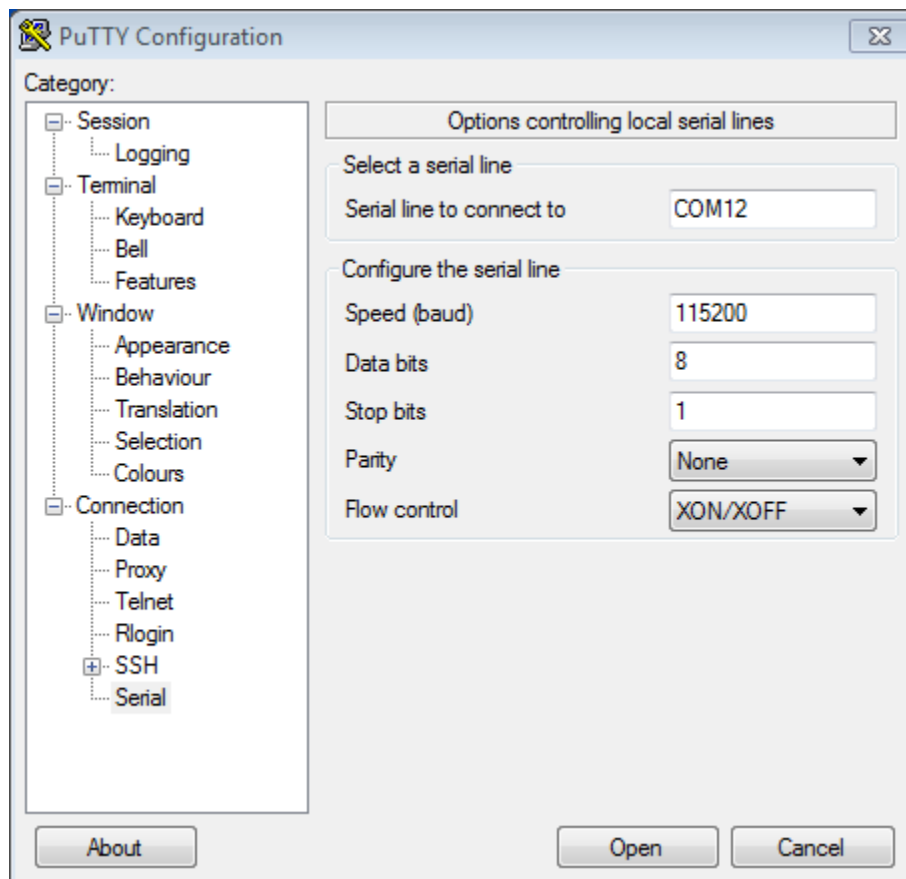 PuTTY Configuration
Category:
Session
Logging
Terminal
Keyboard
Bell
Features
Window
Appearance
Behaviour
Translation
Selection
Colours
Connection
Data
Proxy
Telnet
Rlogin
SSH
Serial
Options controlling local serial lines
Select a serial line
Serial line to connect to COM12
Configure the serial line
Speed (baud) 115200
Data bits 8
Stop bits 1
Parity None
Flow control XON/XOFF
About Open Cancel